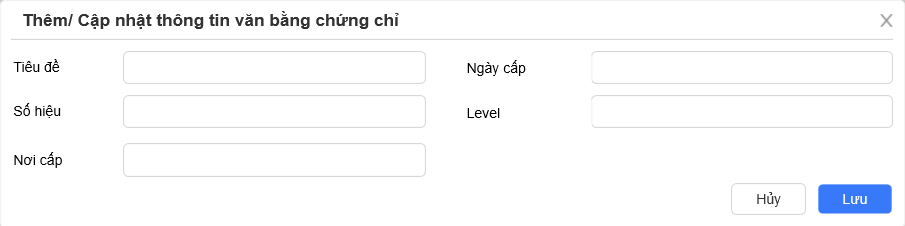 Thêm/ Cập nhật thông tin văn bằng chứng chỉ
X
Tiêu đề
Ngày cấp
Số hiệu
Level
Nơi cấp
Hủy
Lưu